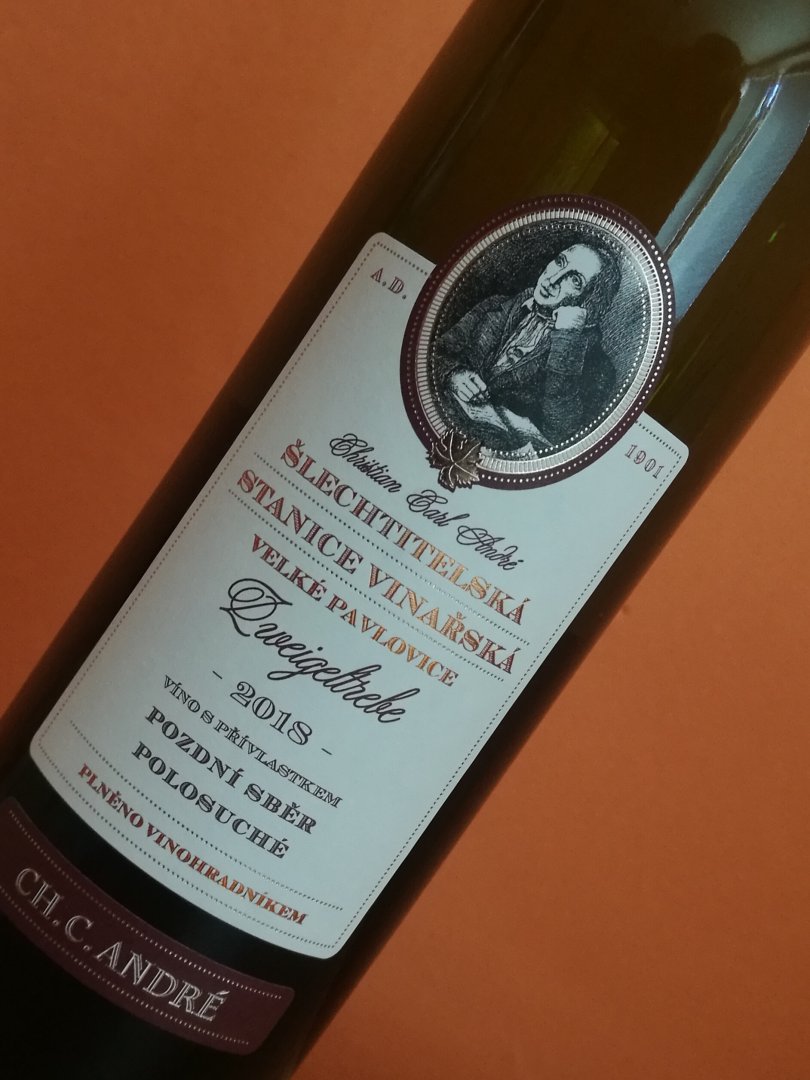 A. D.
1901
Christian Carl André
ŠLECHTITELSKÁ
STANICE VINAŘSKÁ
VELKÉ PAVLOVICE
Zweigeltrebe
- 2018 -
VÍNO S PŘÍVLASTKEM
POZDNÍ SBĚR
POLOSUCHÉ
PLNĚNO VINOHRADNÍKEM
CH. C. ANDRÉ